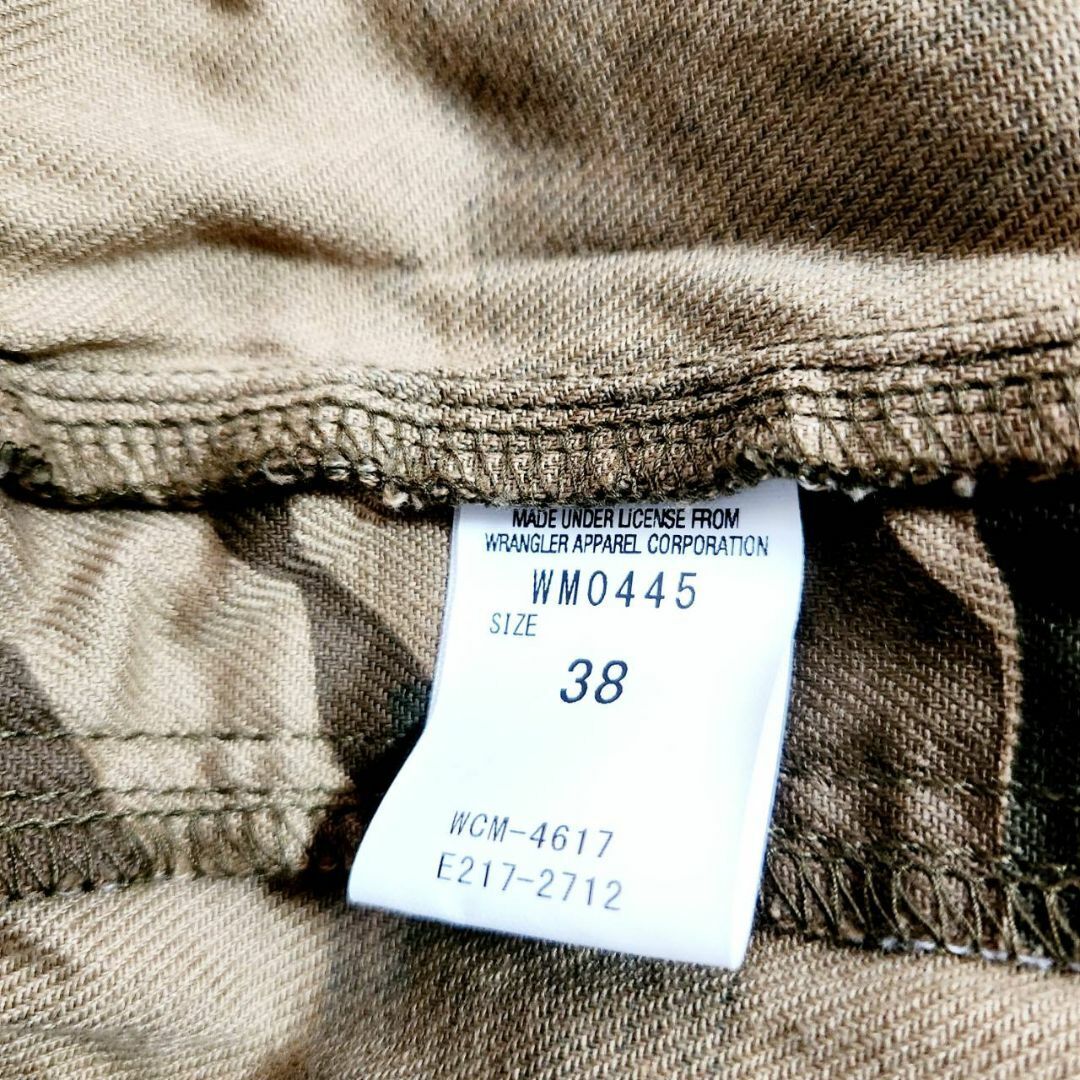 MADE UNDER LICENSE FROM
WRANGLER APPAREL CORPORATION
WM0445
SIZE
38
WCM-4617
E217-2712